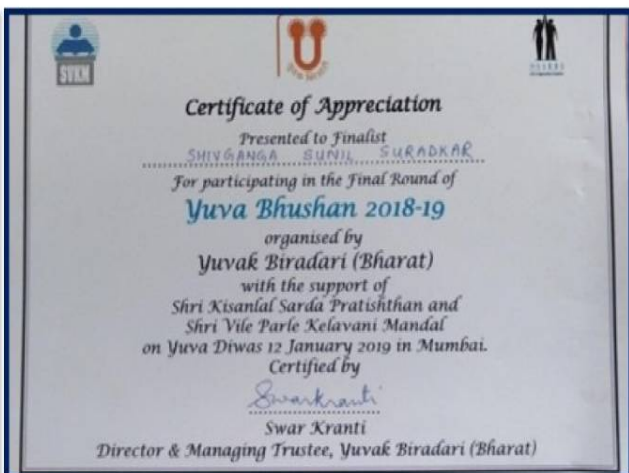 SVKM
Certificate of Appreciation
Presented to Finalist
SHIVGANGA SUNIL SURADKAR
For participating in the Final Round of
Yuva Bhushan 2018-19
organised by
Yuvak Biradari (Bharat)
with the support of
Shri Kisanlal Sarda Pratishthan and
Shri Vile Parle Kelavani Mandal
on Yuva Diwas 12 January 2019 in Mumbai.
Certified by
Swarkranti
Swar Kranti
Director & Managing Trustee, Yuvak Biradari (Bharat)